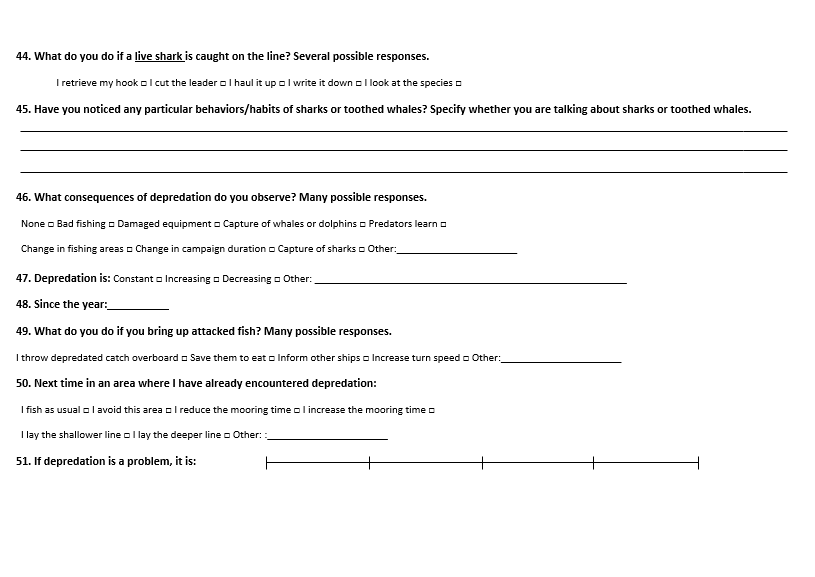 44. What do you do if a live shark is caught on the line? Several possible responses.
I retrieve my hook □ I cut the leader □ I haul it up □ I write it down □ I look at the species □
45. Have you noticed any particular behaviors/habits of sharks or toothed whales? Specify whether you are talking about sharks or toothed whales.
46. What consequences of depredation do you observe? Many possible responses.
None □ Bad fishing □ Damaged equipment □ Capture of whales or dolphins □ Predators learn □
Change in fishing areas □ Change in campaign duration □ Capture of sharks □ Other:____________________
47. Depredation is: Constant □ Increasing □ Decreasing □ Other: ____________________
48. Since the year:__________
49. What do you do if you bring up attacked fish? Many possible responses.
I throw depredated catch overboard □ Save them to eat □ Inform other ships □ Increase turn speed □ Other:____________________
50. Next time in an area where I have already encountered depredation:
I fish as usual □ I avoid this area □ I reduce the mooring time □ I increase the mooring time □
I lay the shallower line □ I lay the deeper line □ Other: :____________________
51. If depredation is a problem, it is: